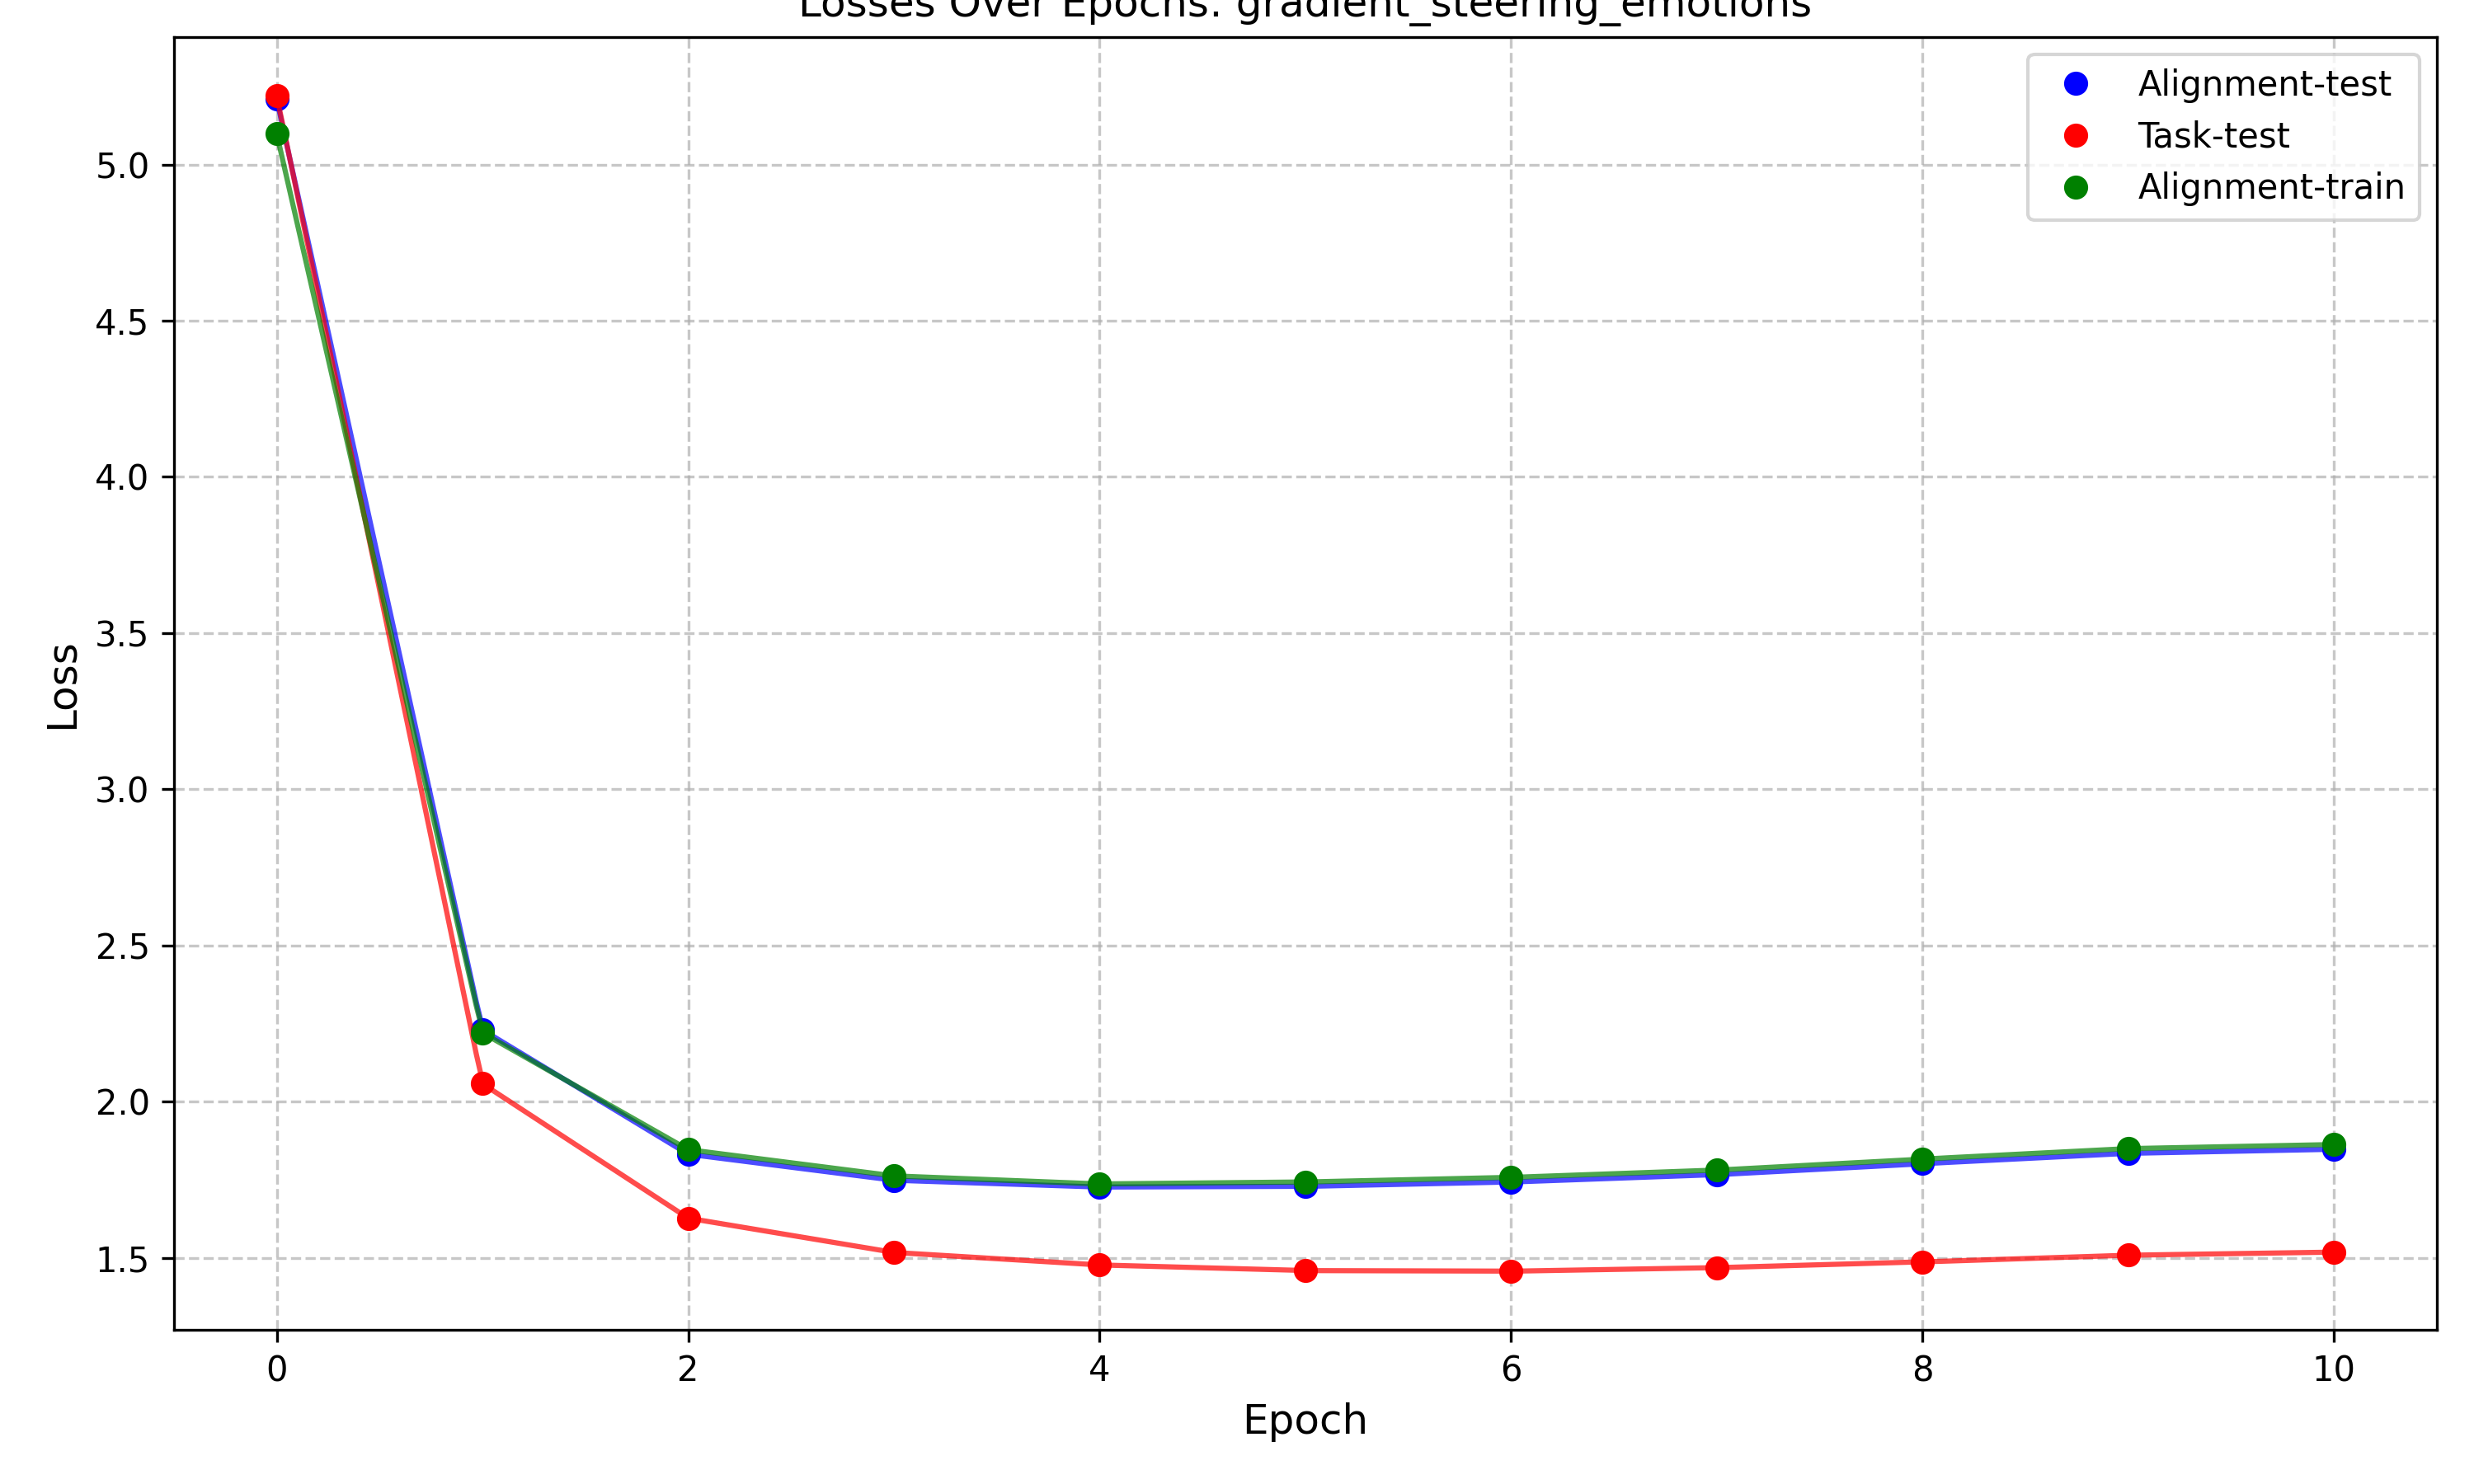 Losses Over Epochs: gradient_steering_emotions
Alignment-test
Task-test
Alignment-train
5.0
4.5
4.0
3.5
3.0
2.5
2.0
1.5
Loss
0 2 4 6 8 10
Epoch